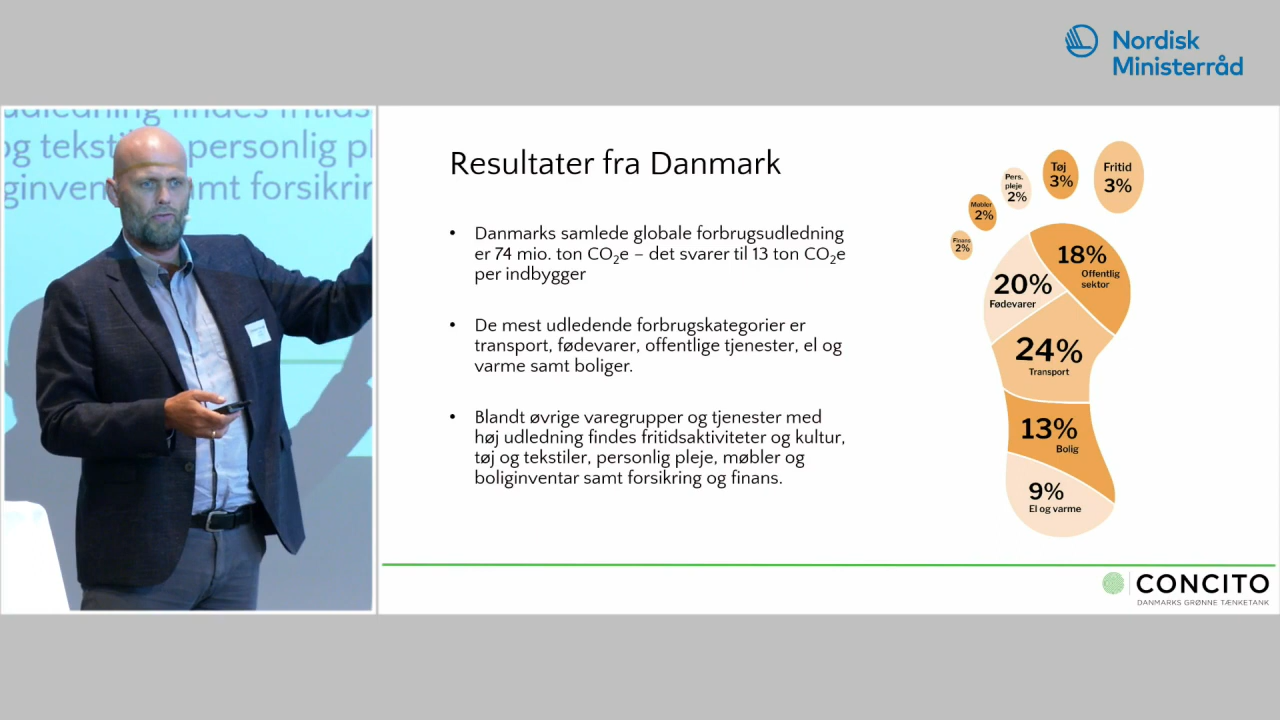 Nordisk
Ministerråd
udledning findes fritids
og tekst personlig pl
ginven amt forsikrin
Resultater fra Danmark
• Danmarks samlede globale forbrugsudledning
er 74 mio. ton CO₂e – det svarer til 13 ton CO₂e
per indbygger
• De mest udledende forbrugskategorier er
transport, fødevarer, offentlige tjenester, el og
varme samt boliger.
• Blandt øvrige varegrupper og tjenester med
høj udledning findes fritidsaktiviteter og kultur,
tøj og tekstiler, personlig pleje, møbler og
boliginventar samt forsikring og finans.
Finans
2%
Møbler
2%
Pers.
pleje
2%
Tøj
3%
Fritid
3%
18%
Offentlig
sektor
20%
Fødevarer
24%
Transport
13%
Bolig
9%
El og varme
CONCITO
DANMARKS GRØNNE TÆNKETANK